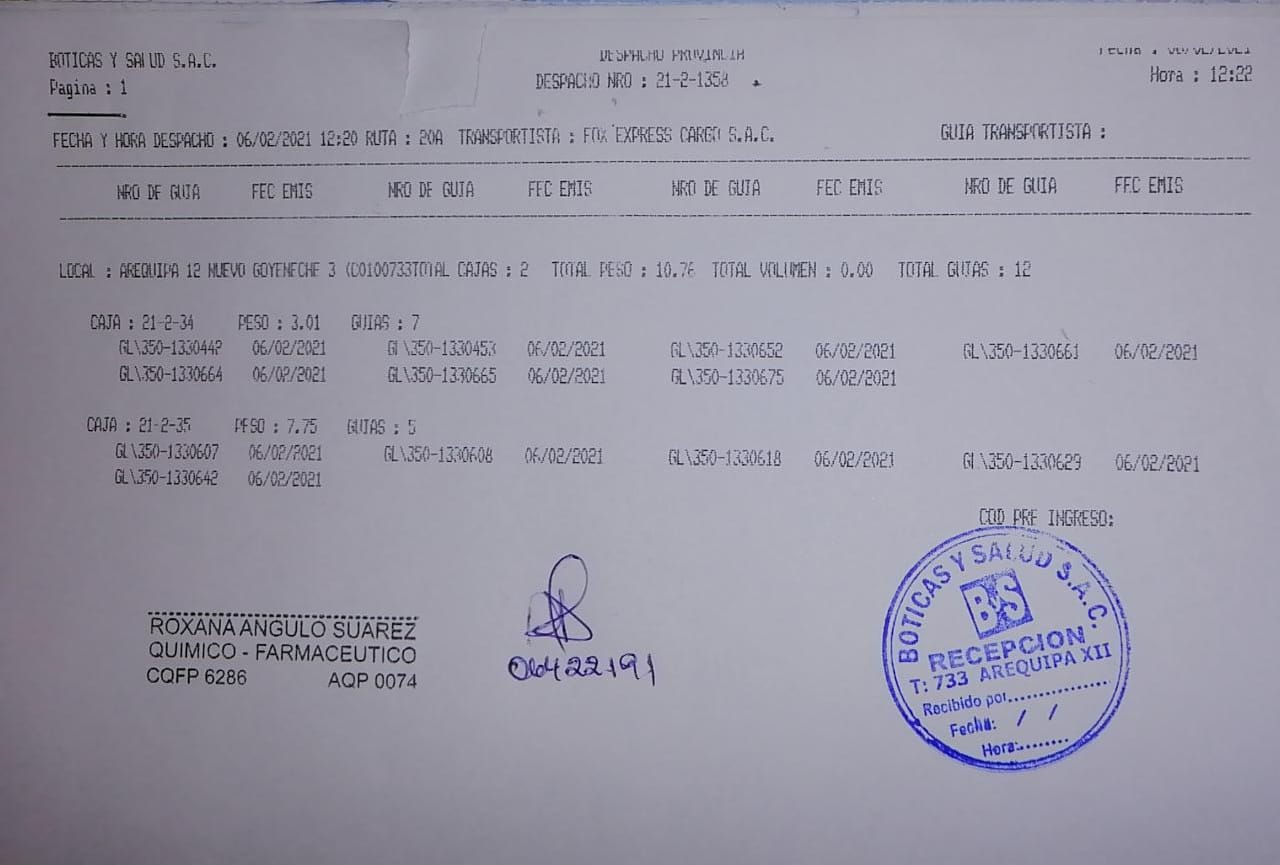 BOTICAS Y SALUD S.A.C.
Pagina : 1
DESPACHO PROVINCIA
DESPACHO NRO : 21-2-1358
Fecha : 06/02/2021
Hora : 12:22
FECHA Y HORA DESPACHO : 06/02/2021 12:20 RUTA : 20A TRANSPORTISTA : FOX EXPRESS CARGO S.A.C. GUIA TRANSPORTISTA :
NRO DE GUIA FEC EMIS NRO DE GUIA FEC EMIS NRO DE GUIA FEC EMIS NRO DE GUIA FEC EMIS
LOCAL : AREQUIPA 12 NUEVO GOYENECHE 3 (C0100733TOTAL CAJAS : 2 TOTAL PESO : 10.76 TOTAL VOLUMEN : 0.00 TOTAL GUIAS : 12
CAJA : 21-2-34 PESO : 3.01 GUIAS : 7
GL\350-1330442 06/02/2021 GL\350-1330453 06/02/2021 GL\350-1330652 06/02/2021 GL\350-1330661 06/02/2021
GL\350-1330664 06/02/2021 GL\350-1330665 06/02/2021 GL\350-1330675 06/02/2021
CAJA : 21-2-35 PESO : 7.75 GUIAS : 5
GL\350-1330607 06/02/2021 GL\350-1330608 06/02/2021 GL\350-1330618 06/02/2021 GL\350-1330629 06/02/2021
GL\350-1330642 06/02/2021
COD PRE INGRESO:
ROXANA ANGULO SUAREZ
QUIMICO - FARMACEUTICO
CQFP 6286 AQP 0074
06422191
BOTICAS Y SALUD S.A.C.
B&S
RECEPCION
T: 733 AREQUIPA XII
Recibido por..............
Fecha: / /
Hora:........